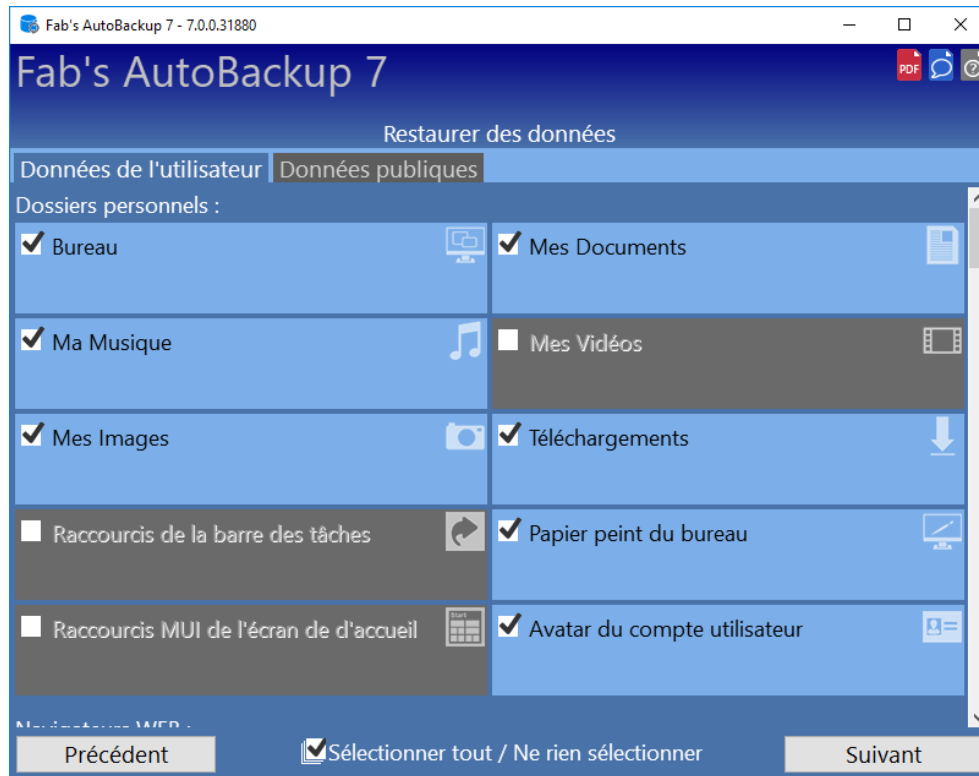 Fab's AutoBackup 7 - 7.0.0.31880
Fab's AutoBackup 7
PDF
Restaurer des données
Données de l'utilisateur Données publiques
Dossiers personnels :
Bureau
Mes Documents
Ma Musique
Mes Vidéos
Mes Images
Téléchargements
Raccourcis de la barre des tâches
Papier peint du bureau
Raccourcis MUI de l'écran de d'accueil
Start
Avatar du compte utilisateur
Navigateurs WEB :
Précédent
Sélectionner tout / Ne rien sélectionner
Suivant